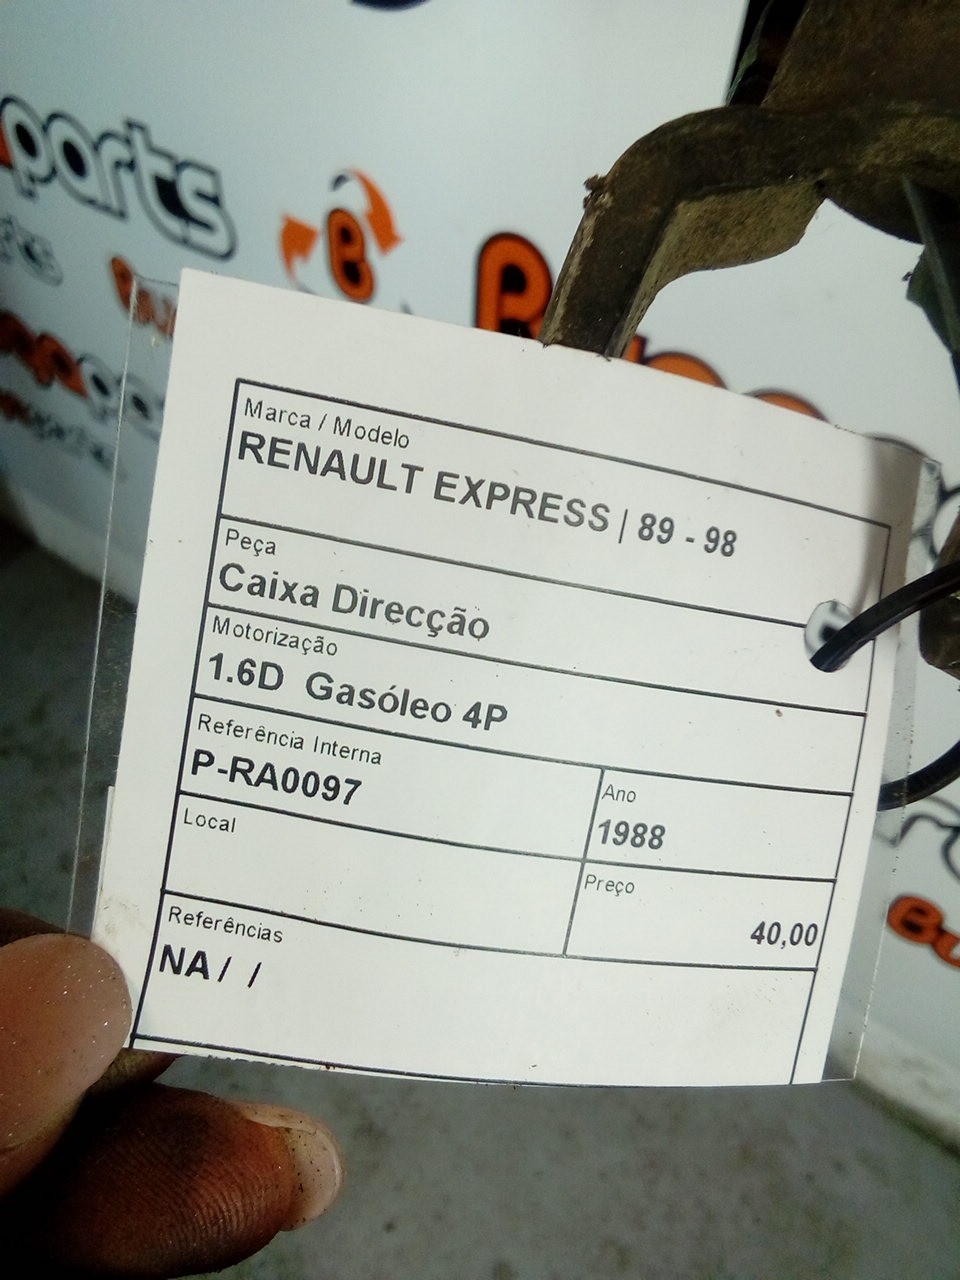 parts
B
Marca / Modelo
RENAULT EXPRESS | 89 - 98
Peça
Caixa Direcção
Motorização
1.6D Gasóleo 4P
Referência Interna
P-RA0097
Ano
1988
Local
Preço
40,00
Referências
NA / /